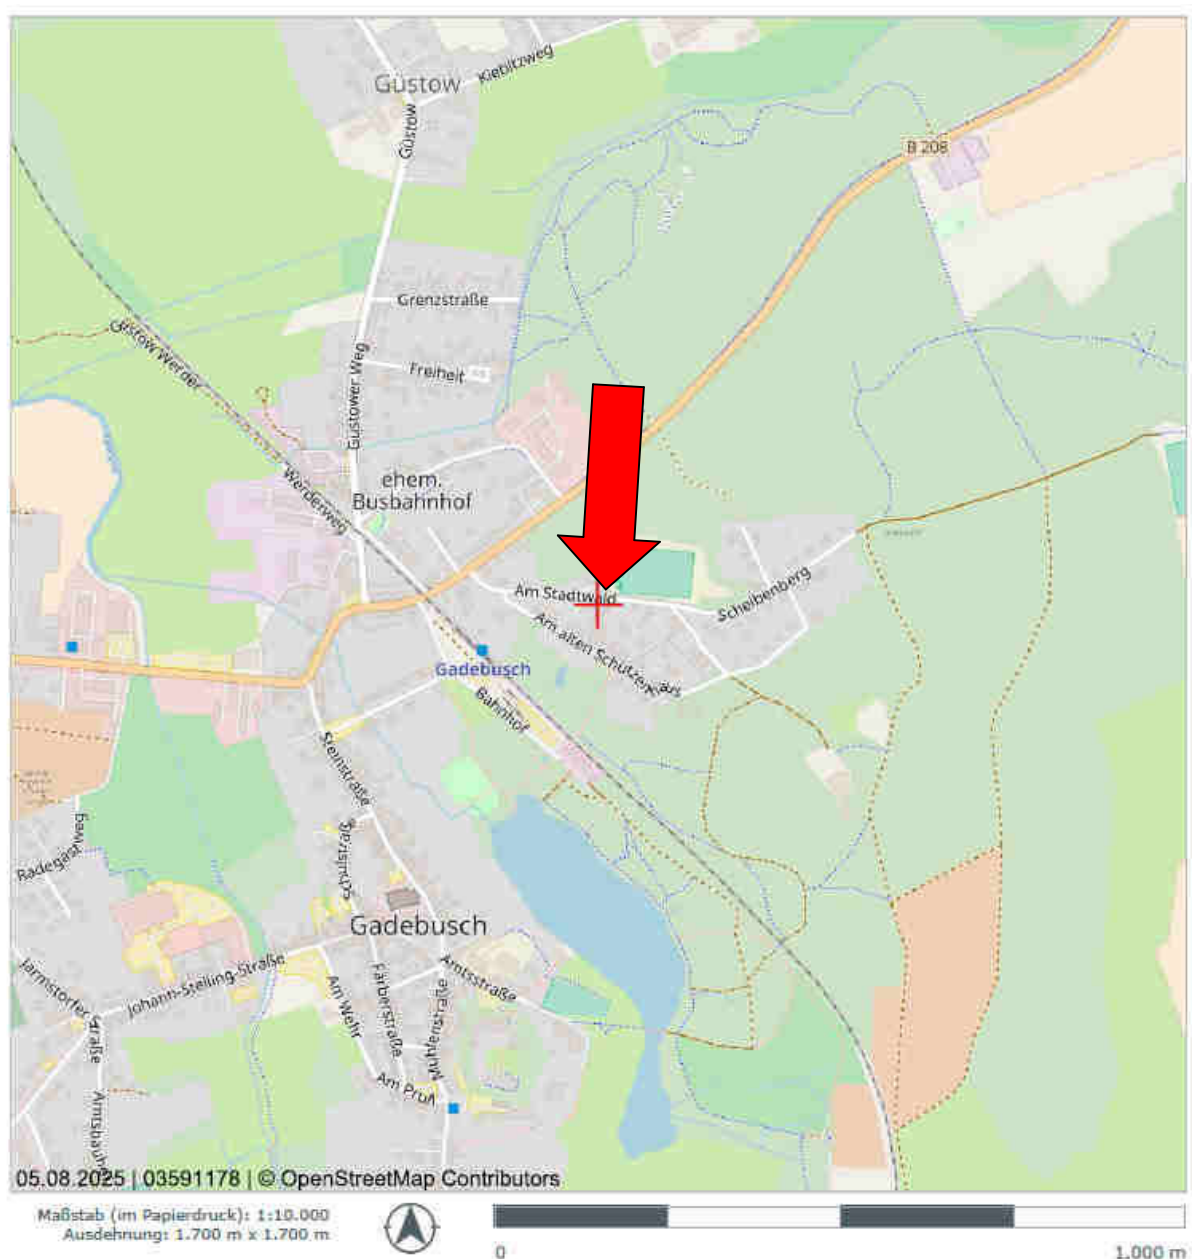 Güstow
Kiebitzweg
Güstow
B 208
Grenzstraße
Güstow Werder
Freiheit
Güstower Weg
ehem.
Busbahnhof
Werderweg
Am Stadtwald
Scheibenberg
Am alten Schützenhaus
Gadebusch
Bahnhof
Steinstraße
Radegastweg
Schulstraße
Gadebusch
Jarmstorfer Straße
Johann-Stelling-Straße
Amtsstraße
Am Wehr
Färberstraße
Mühlenstraße
Am Pruß
05.08.2025 | 03591178 | © OpenStreetMap Contributors
Maßstab (im Papierdruck): 1:10.000
Ausdehnung: 1.700 m x 1.700 m
0
1.000 m